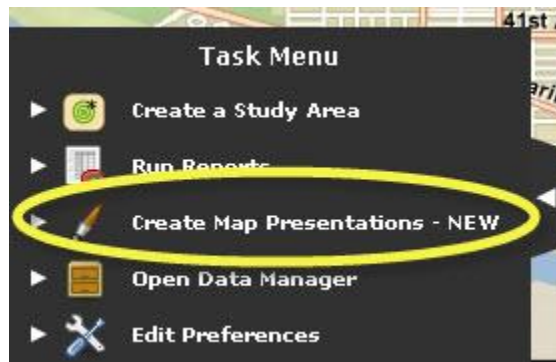 41st
Task Menu
Create a Study Area
Run Reports
Create Map Presentations - NEW
Open Data Manager
Edit Preferences